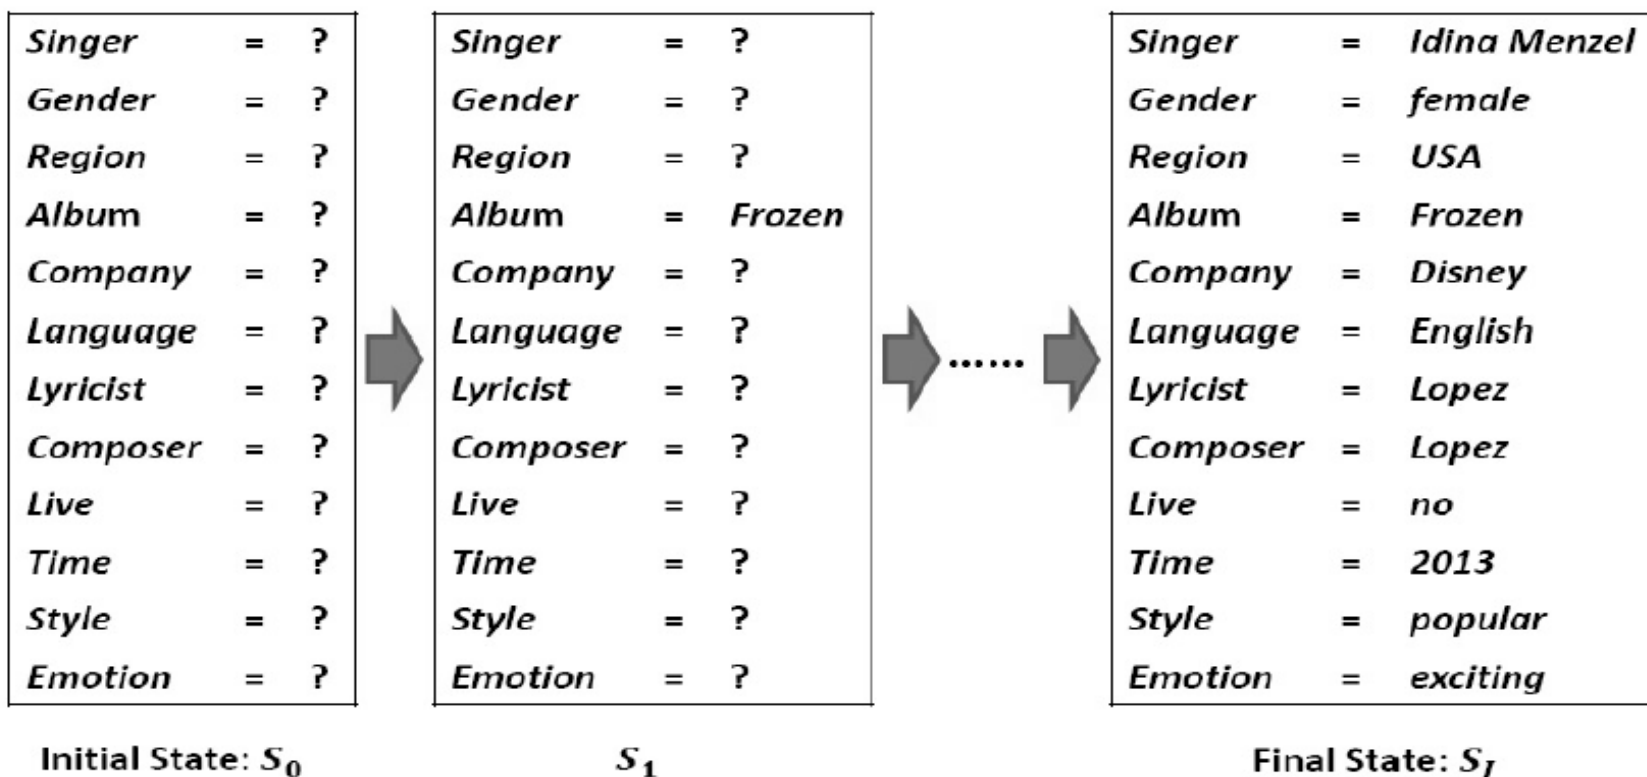 Singer = ?
Gender = ?
Region = ?
Album = ?
Company = ?
Language = ?
Lyricist = ?
Composer = ?
Live = ?
Time = ?
Style = ?
Emotion = ?
Initial State: S0
Singer = ?
Gender = ?
Region = ?
Album = Frozen
Company = ?
Language = ?
Lyricist = ?
Composer = ?
Live = ?
Time = ?
Style = ?
Emotion = ?
S1
......
Singer = Idina Menzel
Gender = female
Region = USA
Album = Frozen
Company = Disney
Language = English
Lyricist = Lopez
Composer = Lopez
Live = no
Time = 2013
Style = popular
Emotion = exciting
Final State: SI